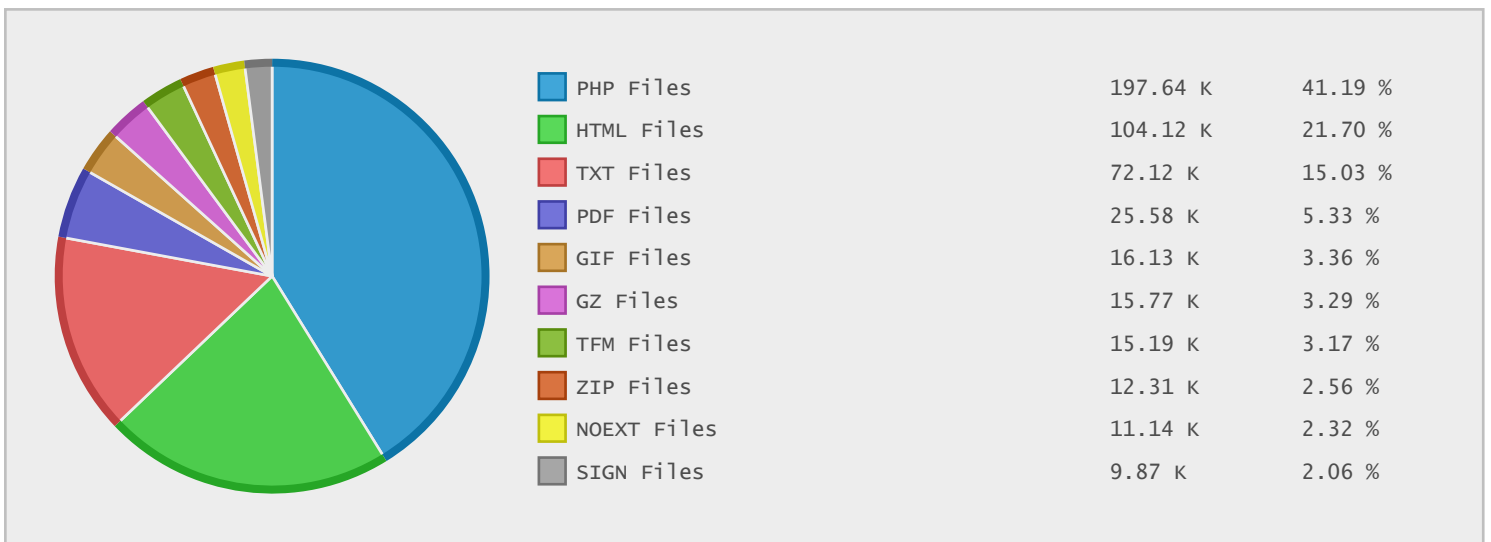 PHP Files 197.64 K 41.19 %
HTML Files 104.12 K 21.70 %
TXT Files 72.12 K 15.03 %
PDF Files 25.58 K 5.33 %
GIF Files 16.13 K 3.36 %
GZ Files 15.77 K 3.29 %
TFM Files 15.19 K 3.17 %
ZIP Files 12.31 K 2.56 %
NOEXT Files 11.14 K 2.32 %
SIGN Files 9.87 K 2.06 %